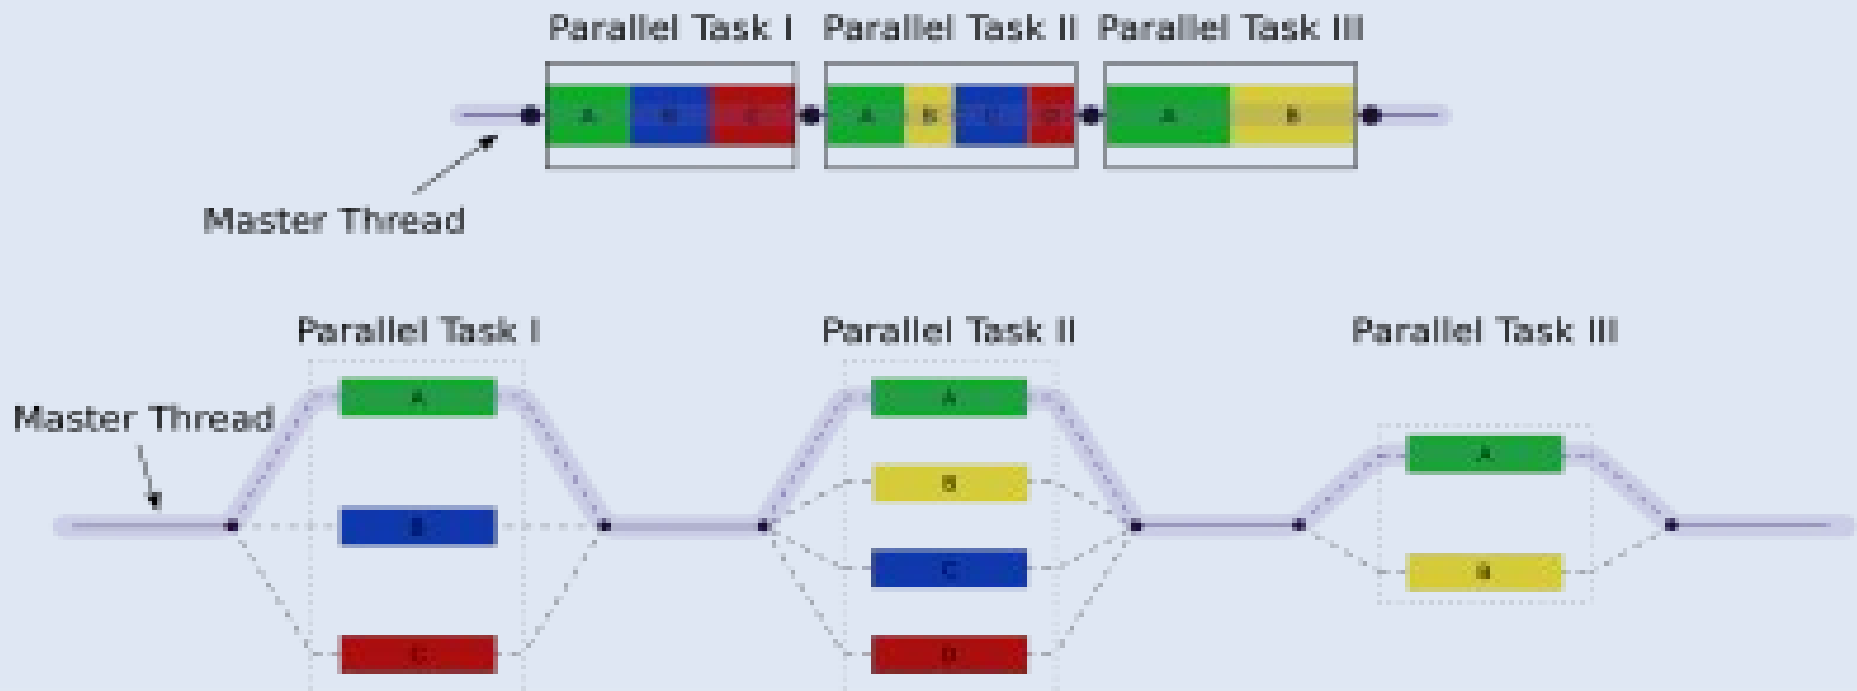 Parallel Task I Parallel Task II Parallel Task III
A B C A B C D A B
Master Thread
Parallel Task I Parallel Task II Parallel Task III
A A
Master Thread
A
B
B C B
C D